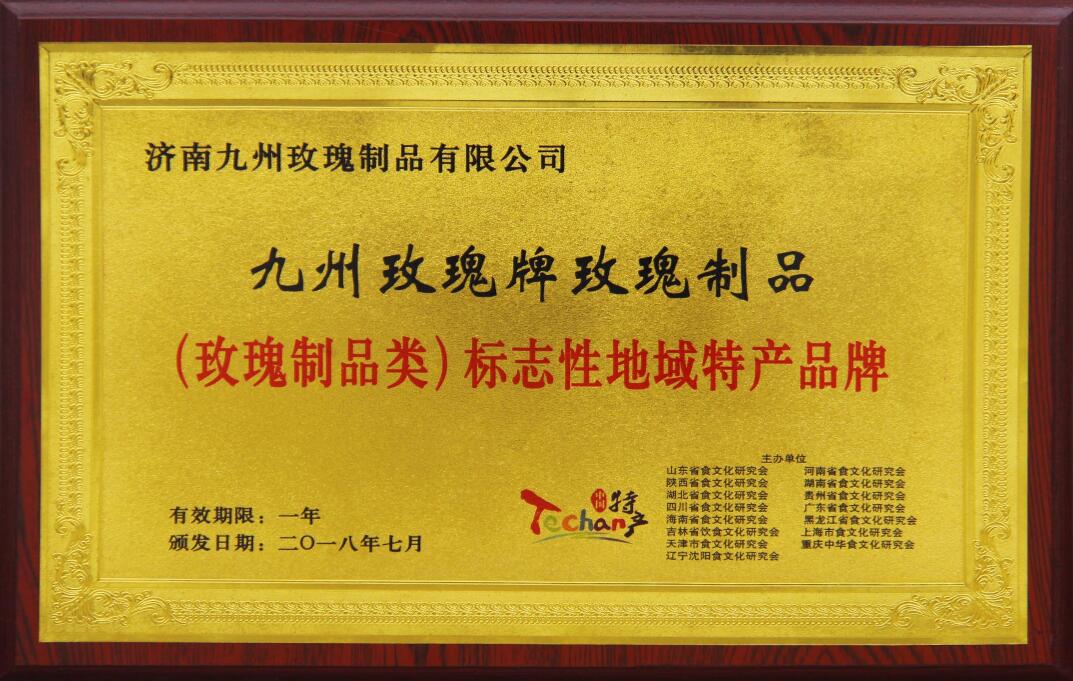 济南九州玫瑰制品有限公司
九州玫瑰牌玫瑰制品
（玫瑰制品类）标志性地域特产品牌
有效期限：一年
颁发日期：二〇一八年七月
中国特产
Techan
主办单位
山东省食文化研究会 河南省食文化研究会
陕西省食文化研究会 湖南省食文化研究会
湖北省食文化研究会 贵州省食文化研究会
四川省食文化研究会 广东省食文化研究会
海南省食文化研究会 黑龙江省食文化研究会
吉林省饮食文化研究会 上海市食文化研究会
天津市食文化研究会 重庆中华食文化研究会
辽宁沈阳食文化研究会